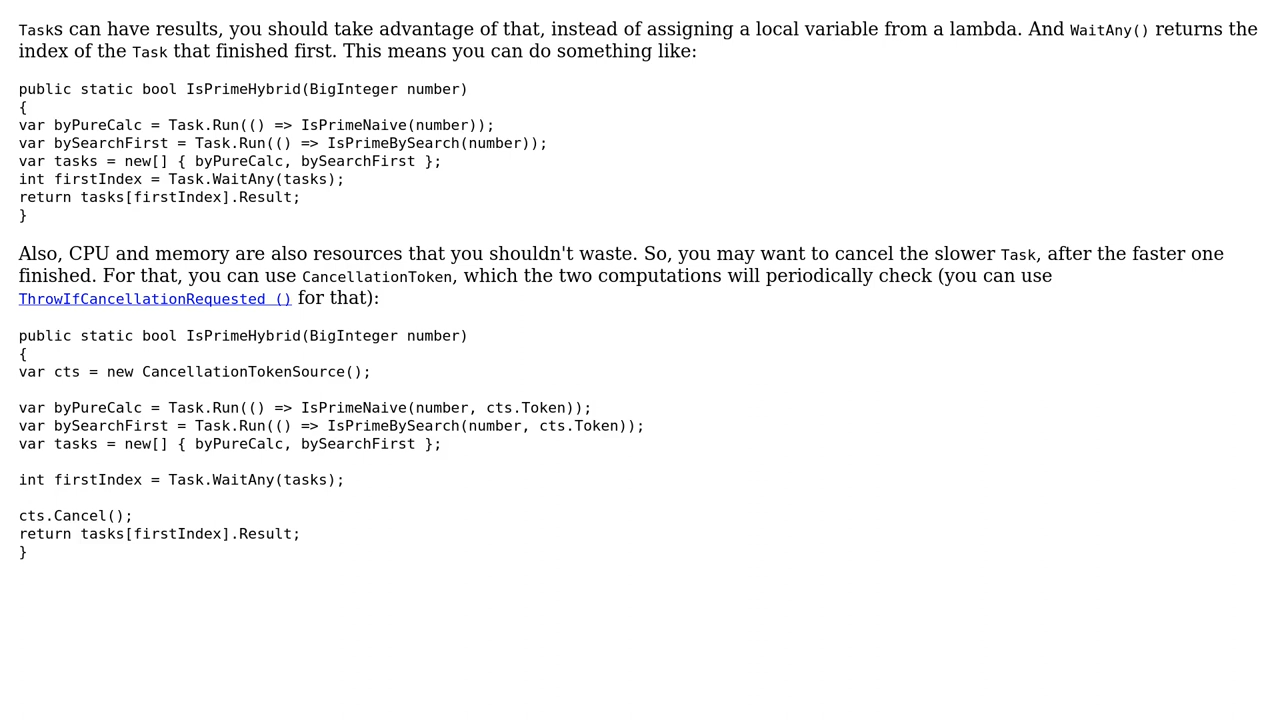 Tasks can have results, you should take advantage of that, instead of assigning a local variable from a lambda. And WaitAny() returns the
index of the Task that finished first. This means you can do something like:
public static bool IsPrimeHybrid(BigInteger number)
{
var byPureCalc = Task.Run(() => IsPrimeNaive(number));
var bySearchFirst = Task.Run(() => IsPrimeBySearch(number));
var tasks = new[] { byPureCalc, bySearchFirst };
int firstIndex = Task.WaitAny(tasks);
return tasks[firstIndex].Result;
}
Also, CPU and memory are also resources that you shouldn't waste. So, you may want to cancel the slower Task, after the faster one
finished. For that, you can use CancellationToken, which the two computations will periodically check (you can use
ThrowIfCancellationRequested () for that):
public static bool IsPrimeHybrid(BigInteger number)
{
var cts = new CancellationTokenSource();
var byPureCalc = Task.Run(() => IsPrimeNaive(number, cts.Token));
var bySearchFirst = Task.Run(() => IsPrimeBySearch(number, cts.Token));
var tasks = new[] { byPureCalc, bySearchFirst };
int firstIndex = Task.WaitAny(tasks);
cts.Cancel();
return tasks[firstIndex].Result;
}